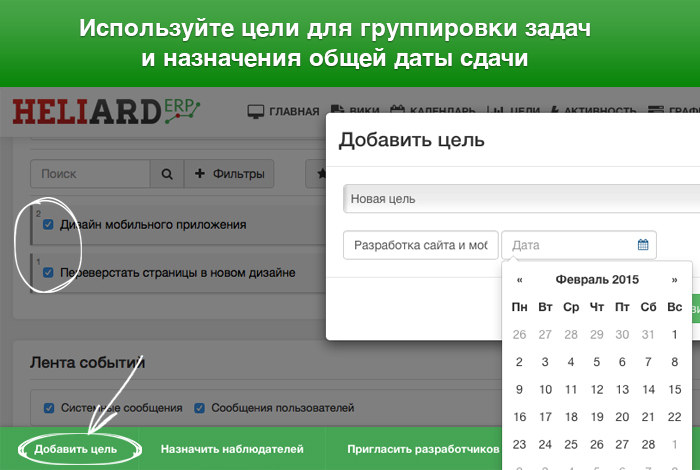 Используйте цели для группировки задач
и назначения общей даты сдачи
HELIARD ERP
ГЛАВНАЯ ВИКИ КАЛЕНДАРЬ ЦЕЛИ АКТИВНОСТЬ
Добавить цель
Поиск
Фильтры
Новая цель
2
Дизайн мобильного приложения
Разработка сайта и моб
Дата
1
Переверстать страницы в новом дизайне
« Февраль 2015 »
Пн Вт Ср Чт Пт Сб Вс
26 27 28 29 30 31 1
2 3 4 5 6 7 8
9 10 11 12 13 14 15
16 17 18 19 20 21 22
23 24 25 26 27 28 1
Лента событий
Системные сообщения Сообщения пользователей
Добавить цель Назначить наблюдателей Пригласить разработчиков